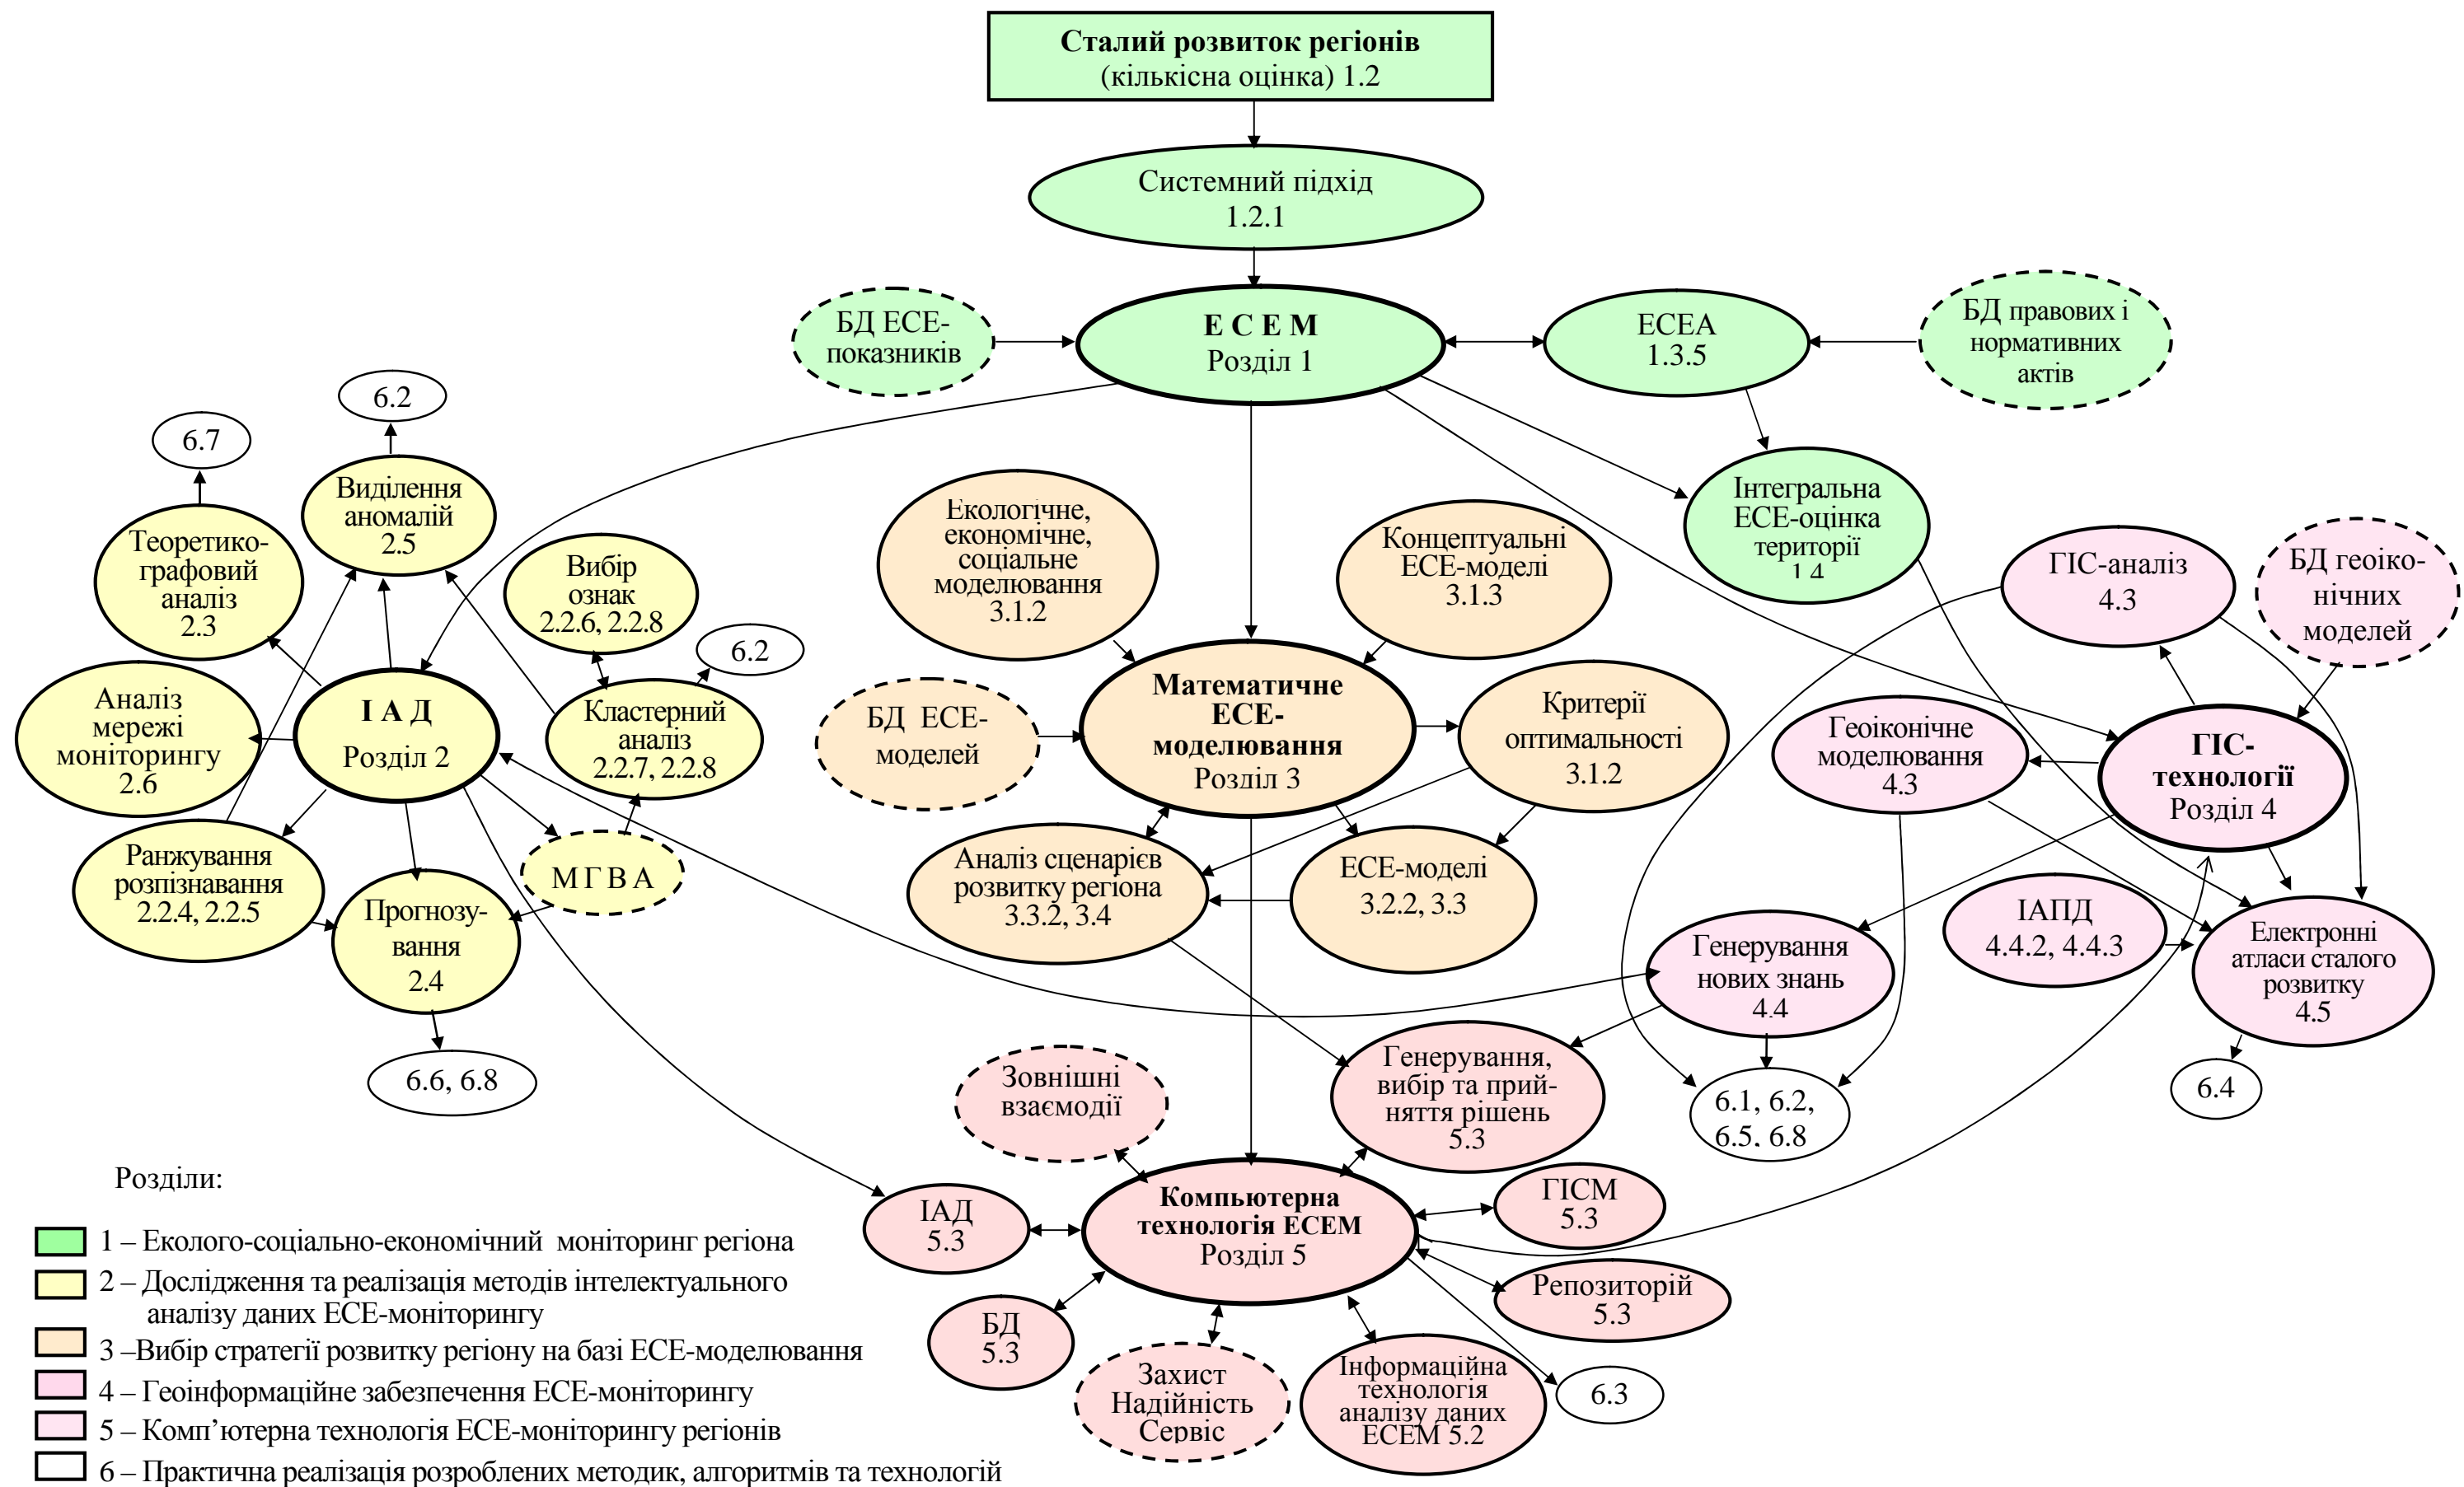 Сталий розвиток регіонів
(кількісна оцінка) 1.2
Системний підхід
1.2.1
БД ЕСЕ-
показників
Е С Е М
Розділ 1
ЕСЕА
1.3.5
БД правових і
нормативних
актів
6.2
6.7
Виділення
аномалій
2.5
Теоретико-
графовий
аналіз
2.3
Вибір
ознак
2.2.6, 2.2.8
6.2
Екологічне,
економічне,
соціальне
моделювання
3.1.2
Концептуальні
ЕСЕ-моделі
3.1.3
Інтегральна
ЕСЕ-оцінка
території
1.4
ГІС-аналіз
4.3
БД геоіко-
нічних
моделей
Аналіз
мережі
моніторингу
2.6
І А Д
Розділ 2
Кластерний
аналіз
2.2.7, 2.2.8
БД ЕСЕ-
моделей
Математичне
ЕСЕ-
моделювання
Розділ 3
Критерії
оптимальності
3.1.2
Геоіконічне
моделювання
4.3
ГІС-
технології
Розділ 4
Ранжування
розпізнавання
2.2.4, 2.2.5
Прогнозу-
вання
2.4
М Г В А
Аналіз сценарієв
розвитку регіона
3.3.2, 3.4
ЕСЕ-моделі
3.2.2, 3.3
Генерування
нових знань
4.4
ІАПД
4.4.2, 4.4.3
Електронні
атласи сталого
розвитку
4.5
6.6, 6.8
Зовнішні
взаємодії
Генерування,
вибір та прий-
няття рішень
5.3
6.1, 6.2,
6.5, 6.8
6.4
ІАД
5.3
Компьютерна
технологія ЕСЕМ
Розділ 5
ГІСМ
5.3
Репозиторій
5.3
БД
5.3
Захист
Надійність
Сервіс
Інформаційна
технологія
аналізу даних
ЕСЕМ 5.2
6.3
Розділи:
1 – Еколого-соціально-економічний моніторинг регіона
2 – Дослідження та реалізація методів інтелектуального
аналізу даних ЕСЕ-моніторингу
3 –Вибір стратегії розвитку регіону на базі ЕСЕ-моделювання
4 – Геоінформаційне забезпечення ЕСЕ-моніторингу
5 – Комп’ютерна технологія ЕСЕ-моніторингу регіонів
6 – Практична реалізація розроблених методик, алгоритмів та технологій